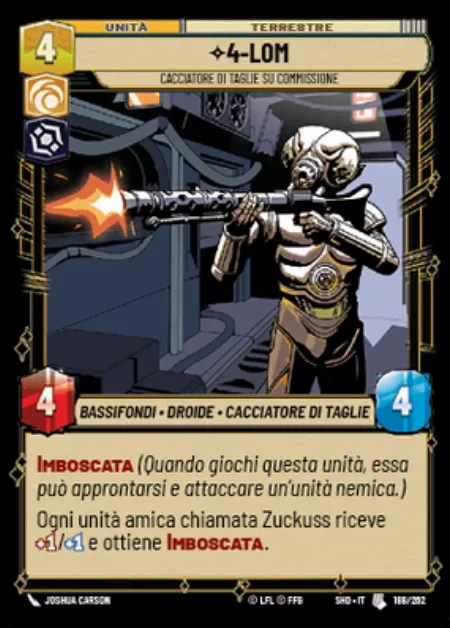 4
UNITÀ
TERRESTRE
4-LOM
CACCIATORE DI TAGLIE SU COMMISSIONE
4
BASSIFONDI • DROIDE • CACCIATORE DI TAGLIE
4
IMBOSCATA (Quando giochi questa unità, essa
può approntarsi e attaccare un'unità nemica.)
Ogni unità amica chiamata Zuckuss riceve
+1/+1 e ottiene IMBOSCATA.
JOSHUA CARSON
© LFL © FFG
SHD • IT
188/262